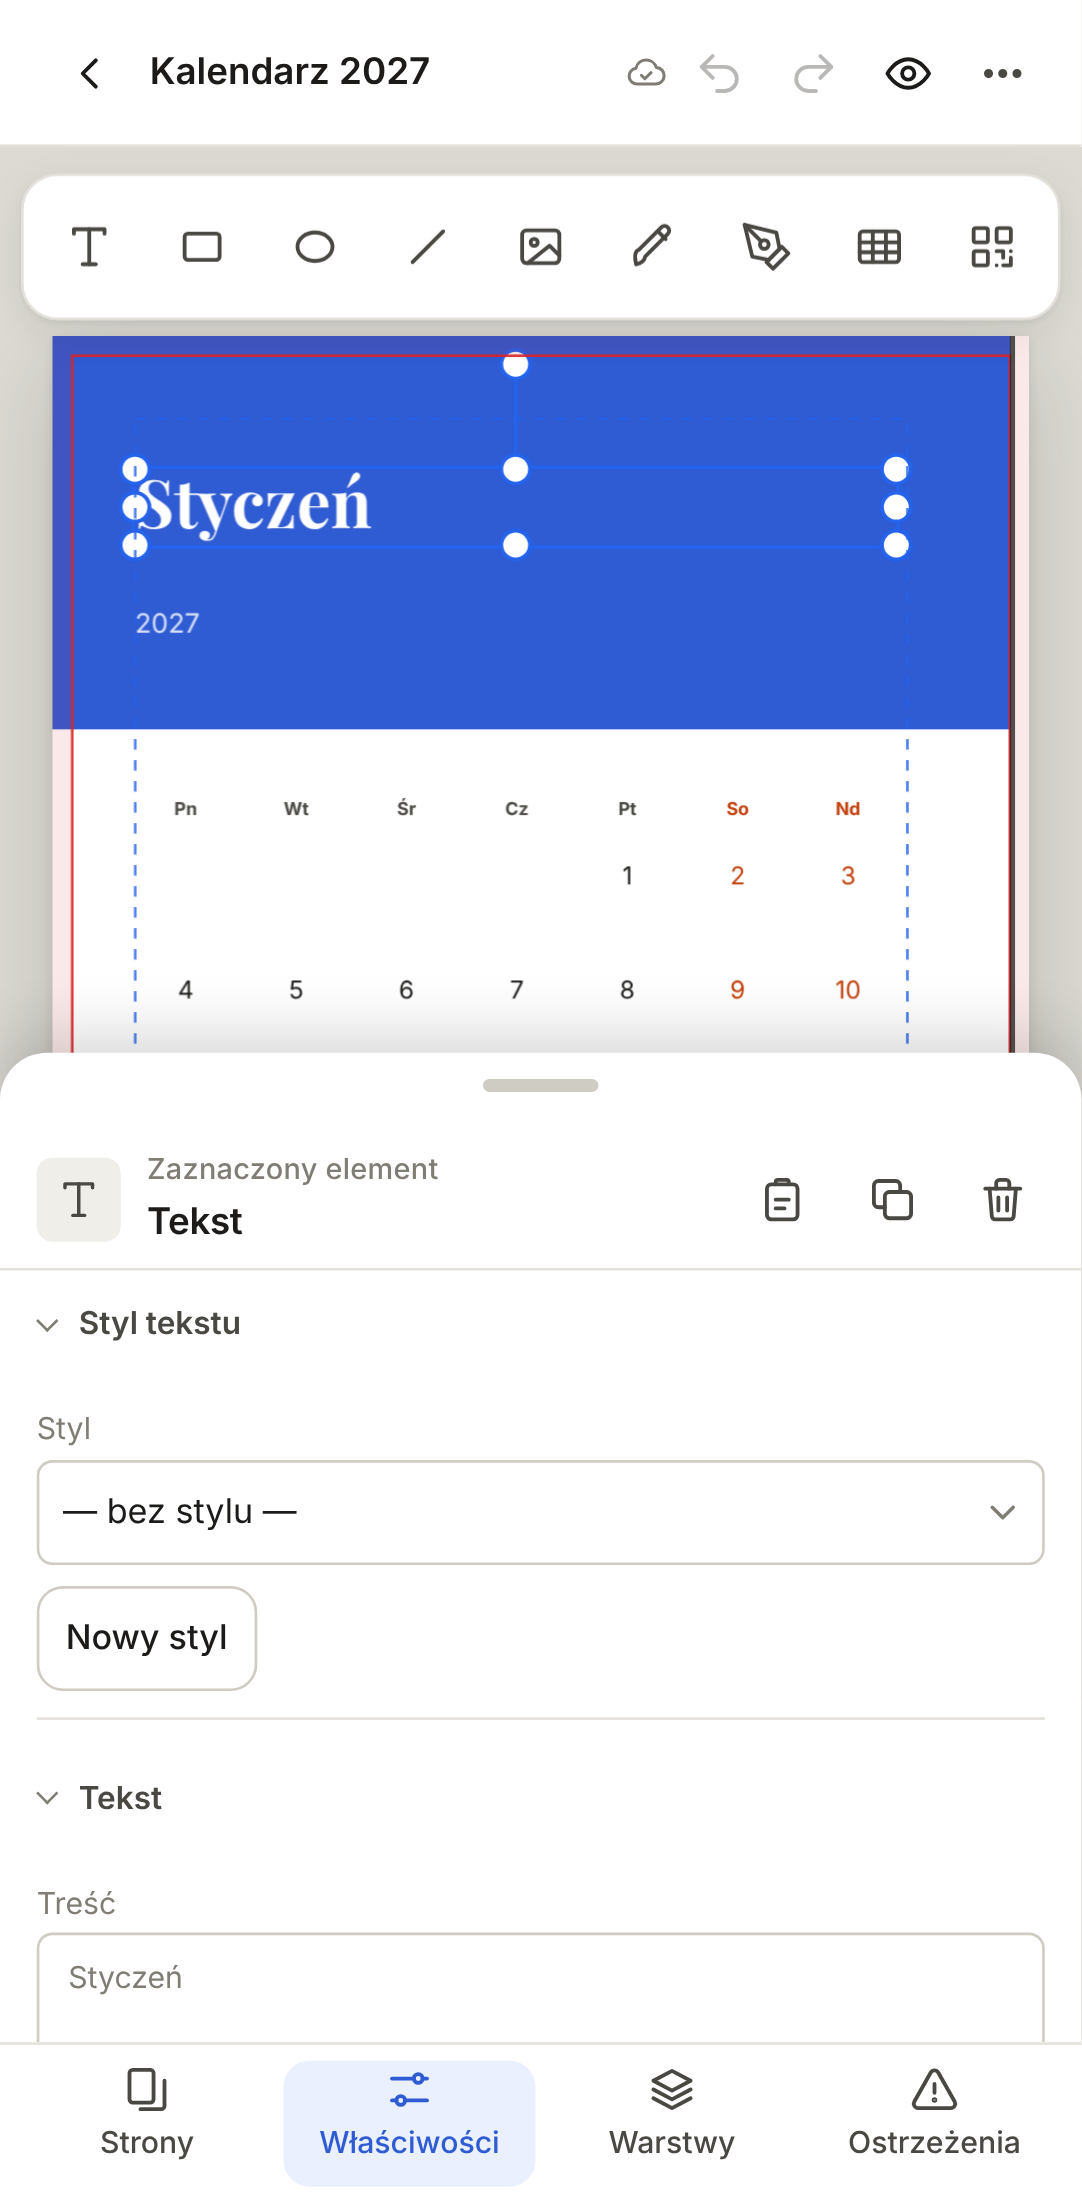 Kalendarz 2027
Styczeń
2027
Pn Wt Śr Cz Pt So Nd
1 2 3
4 5 6 7 8 9 10
Zaznaczony element
Tekst
Styl tekstu
Styl
— bez stylu —
Nowy styl
Tekst
Treść
Styczeń
Strony Właściwości Warstwy Ostrzeżenia